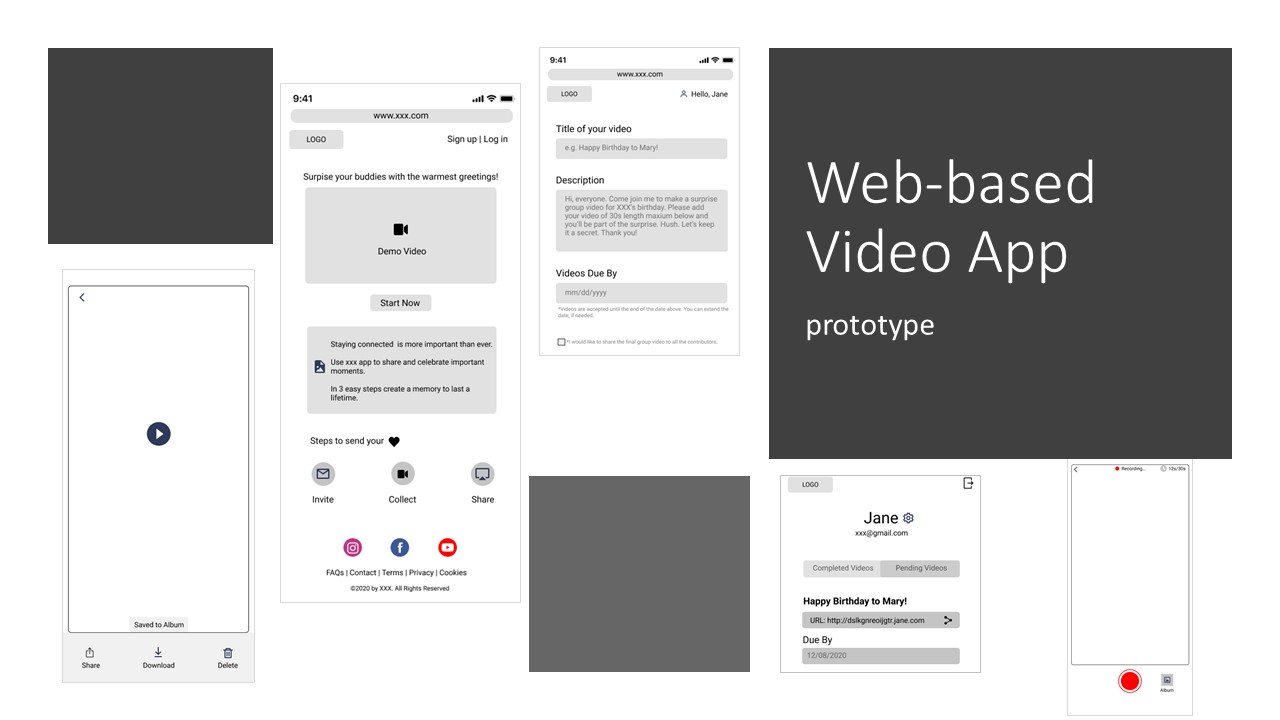 9:41
www.xxx.com
LOGO
Sign up | Log in
Surpise your buddies with the warmest greetings!
Demo Video
Start Now
Staying connected is more important than ever.
Use xxx app to share and celebrate important
moments.
In 3 easy steps create a memory to last a
lifetime.
Steps to send your
Invite
Collect
Share
FAQs | Contact | Terms | Privacy | Cookies
©2020 by XXX. All Rights Reserved
Saved to Album
Share
Download
Delete
9:41
www.xxx.com
LOGO
Hello, Jane
Title of your video
e.g. Happy Birthday to Mary!
Description
Hi, everyone. Come join me to make a surprise
group video for XXX's birthday. Please add
your video of 30s length maxium below and
you'll be part of the surprise. Hush. Let's keep
it a secret. Thank you!
Videos Due By
mm/dd/yyyy
*Videns are accepted until the end of the date above. You can extend the
date, if needed.
*I would like to share the final group video to all the contributors.
Web-based
Video App
prototype
LOGO
Jane
xxx@gmail.com
Completed Videos
Pending Videos
Happy Birthday to Mary!
URL: http://dslkgnreoijgtr.jane.com
Due By
12/08/2020
Recording...
12s/30s
Album